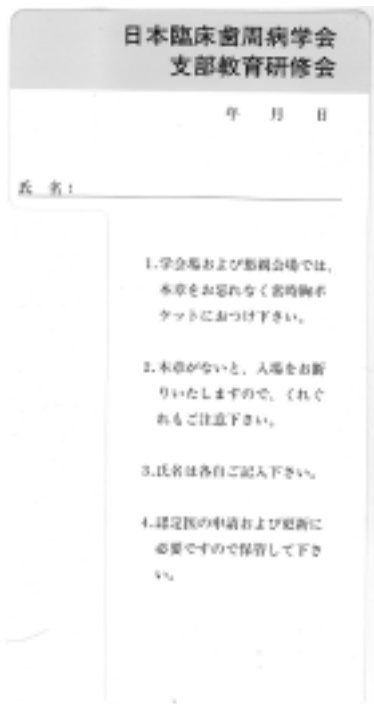 日本臨床歯周病学会
支部教育研修会
年 月 日
氏 名:
1.学会場および懇親会場では、
本章をお忘れなく常時胸ポ
ケットにおつけ下さい。
2.本章がないと、入場をお断
りいたしますので、くれぐ
れもご注意下さい。
3.氏名は各自ご記入下さい。
4.認定医の申請および更新に
必要ですので保管して下さ
い。